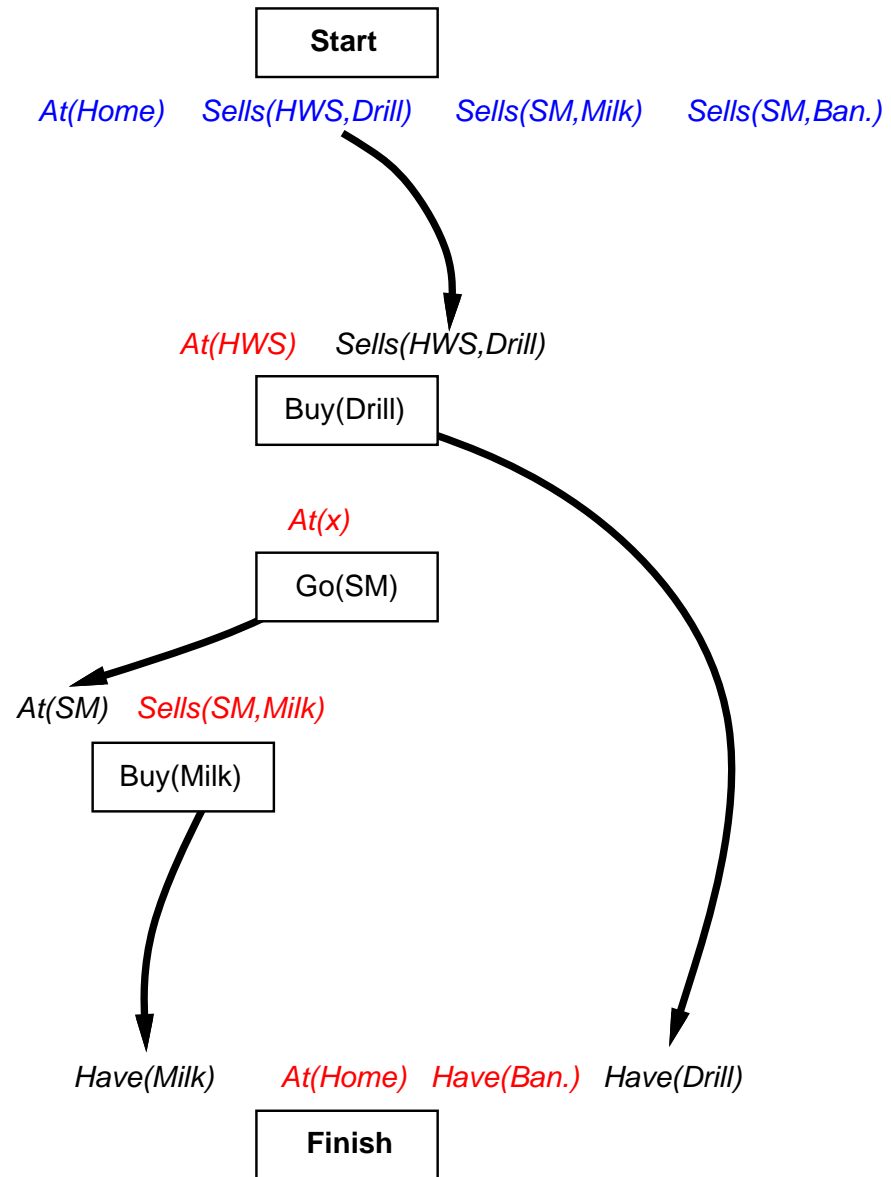 Start
At(Home) Sells(HWS,Drill) Sells(SM,Milk) Sells(SM,Ban.)
At(HWS) Sells(HWS,Drill)
Buy(Drill)
At(x)
Go(SM)
At(SM) Sells(SM,Milk)
Buy(Milk)
Have(Milk) At(Home) Have(Ban.) Have(Drill)
Finish